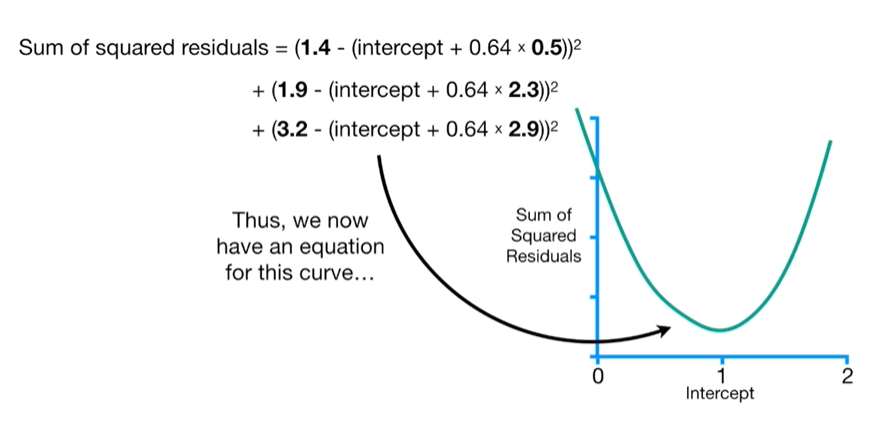 Sum of squared residuals = (1.4 - (intercept + 0.64 × 0.5))²
+ (1.9 - (intercept + 0.64 × 2.3))²
+ (3.2 - (intercept + 0.64 × 2.9))²
Thus, we now
have an equation
for this curve...
Sum of
Squared
Residuals
0 1 2
Intercept